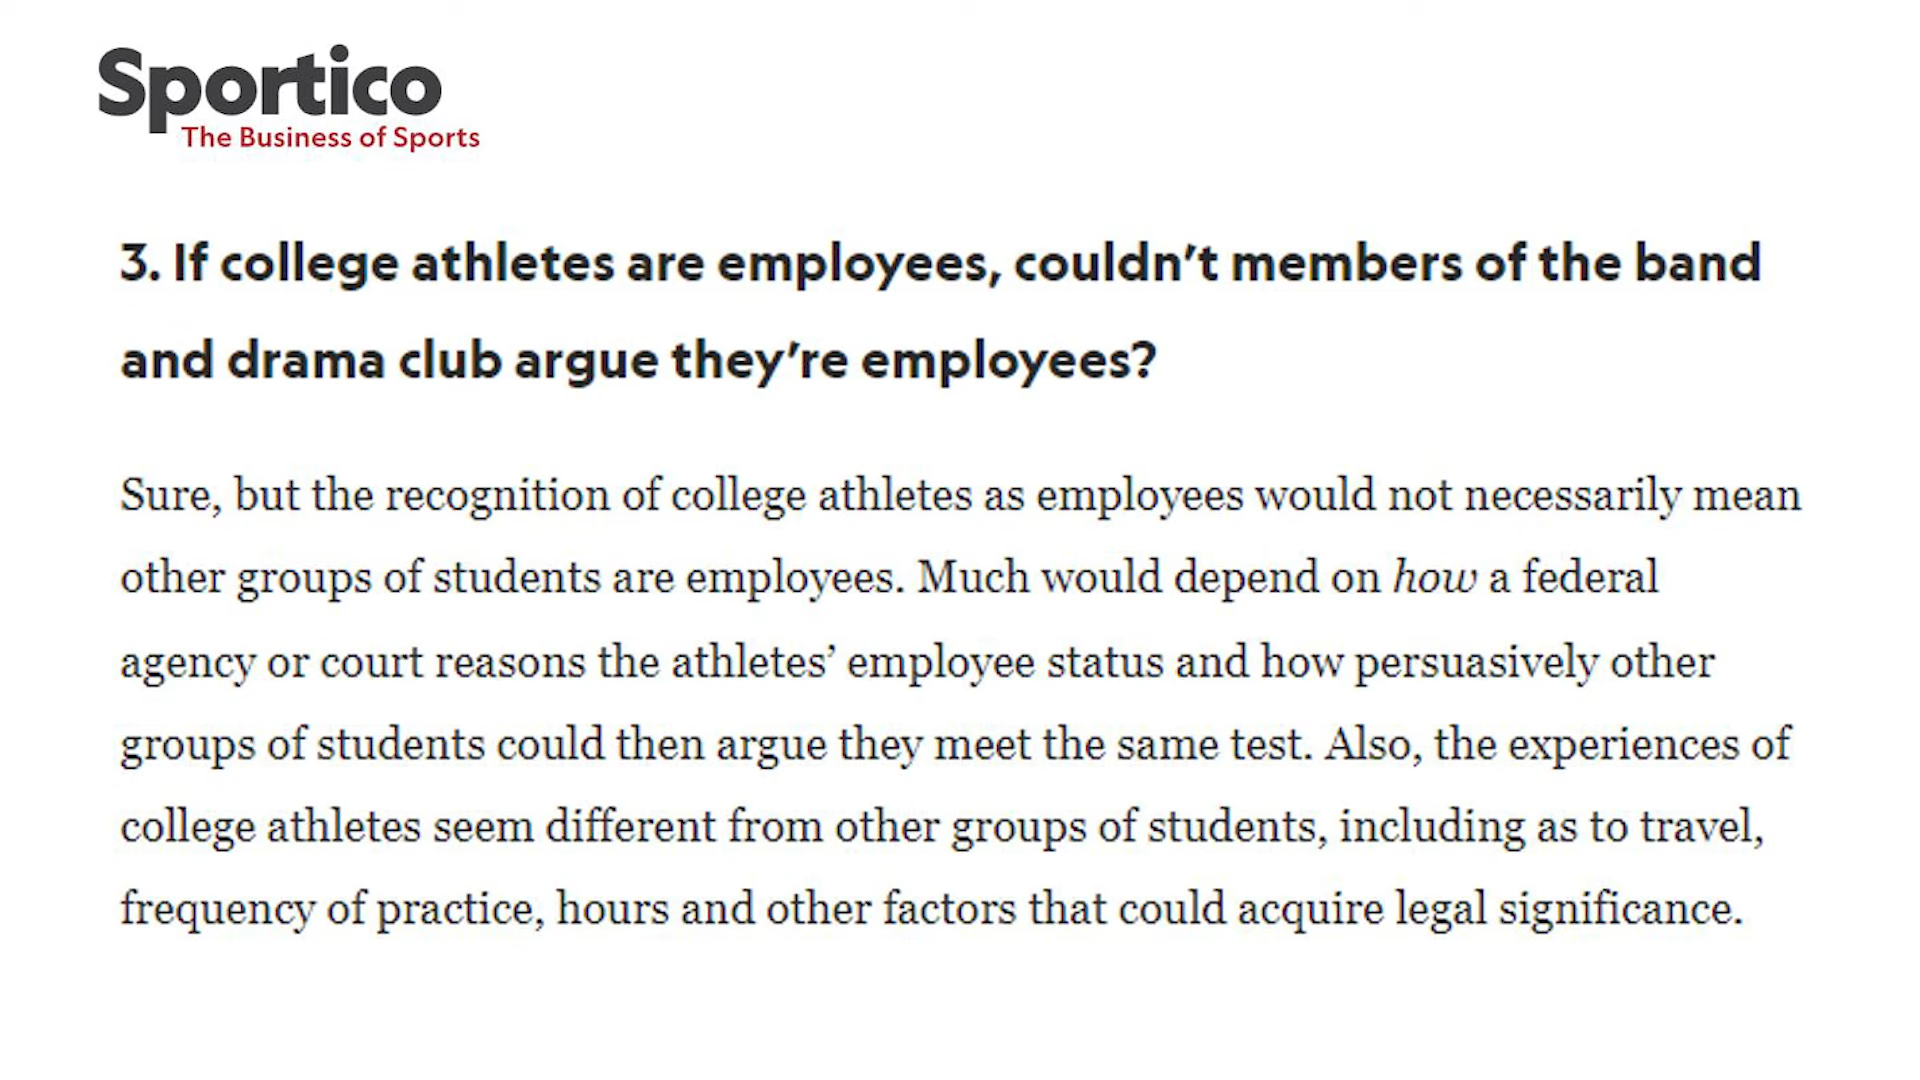 Sportico
The Business of Sports
3. If college athletes are employees, couldn’t members of the band
and drama club argue they’re employees?
Sure, but the recognition of college athletes as employees would not necessarily mean
other groups of students are employees. Much would depend on how a federal
agency or court reasons the athletes’ employee status and how persuasively other
groups of students could then argue they meet the same test. Also, the experiences of
college athletes seem different from other groups of students, including as to travel,
frequency of practice, hours and other factors that could acquire legal significance.